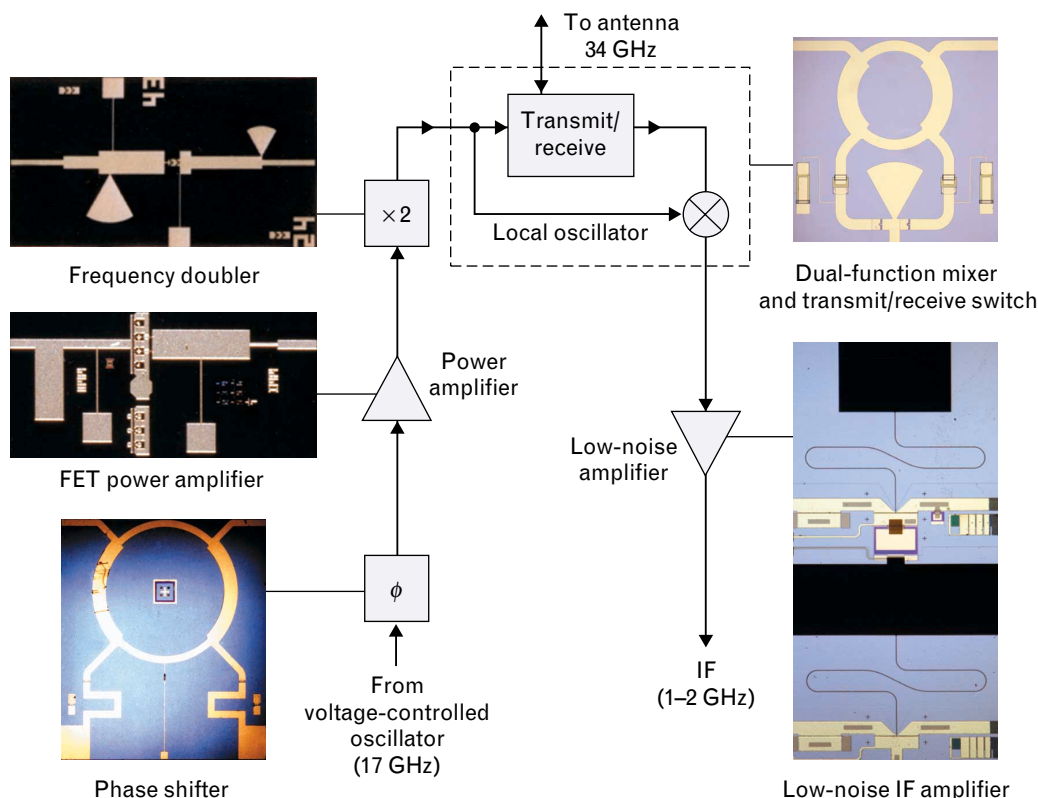 To antenna
34 GHz
Transmit/
receive
×2
Local oscillator
Frequency doubler
Dual-function mixer
and transmit/receive switch
Power
amplifier
FET power amplifier
Low-noise
amplifier
ϕ
From
voltage-controlled
oscillator
(17 GHz)
IF
(1–2 GHz)
Phase shifter
Low-noise IF amplifier